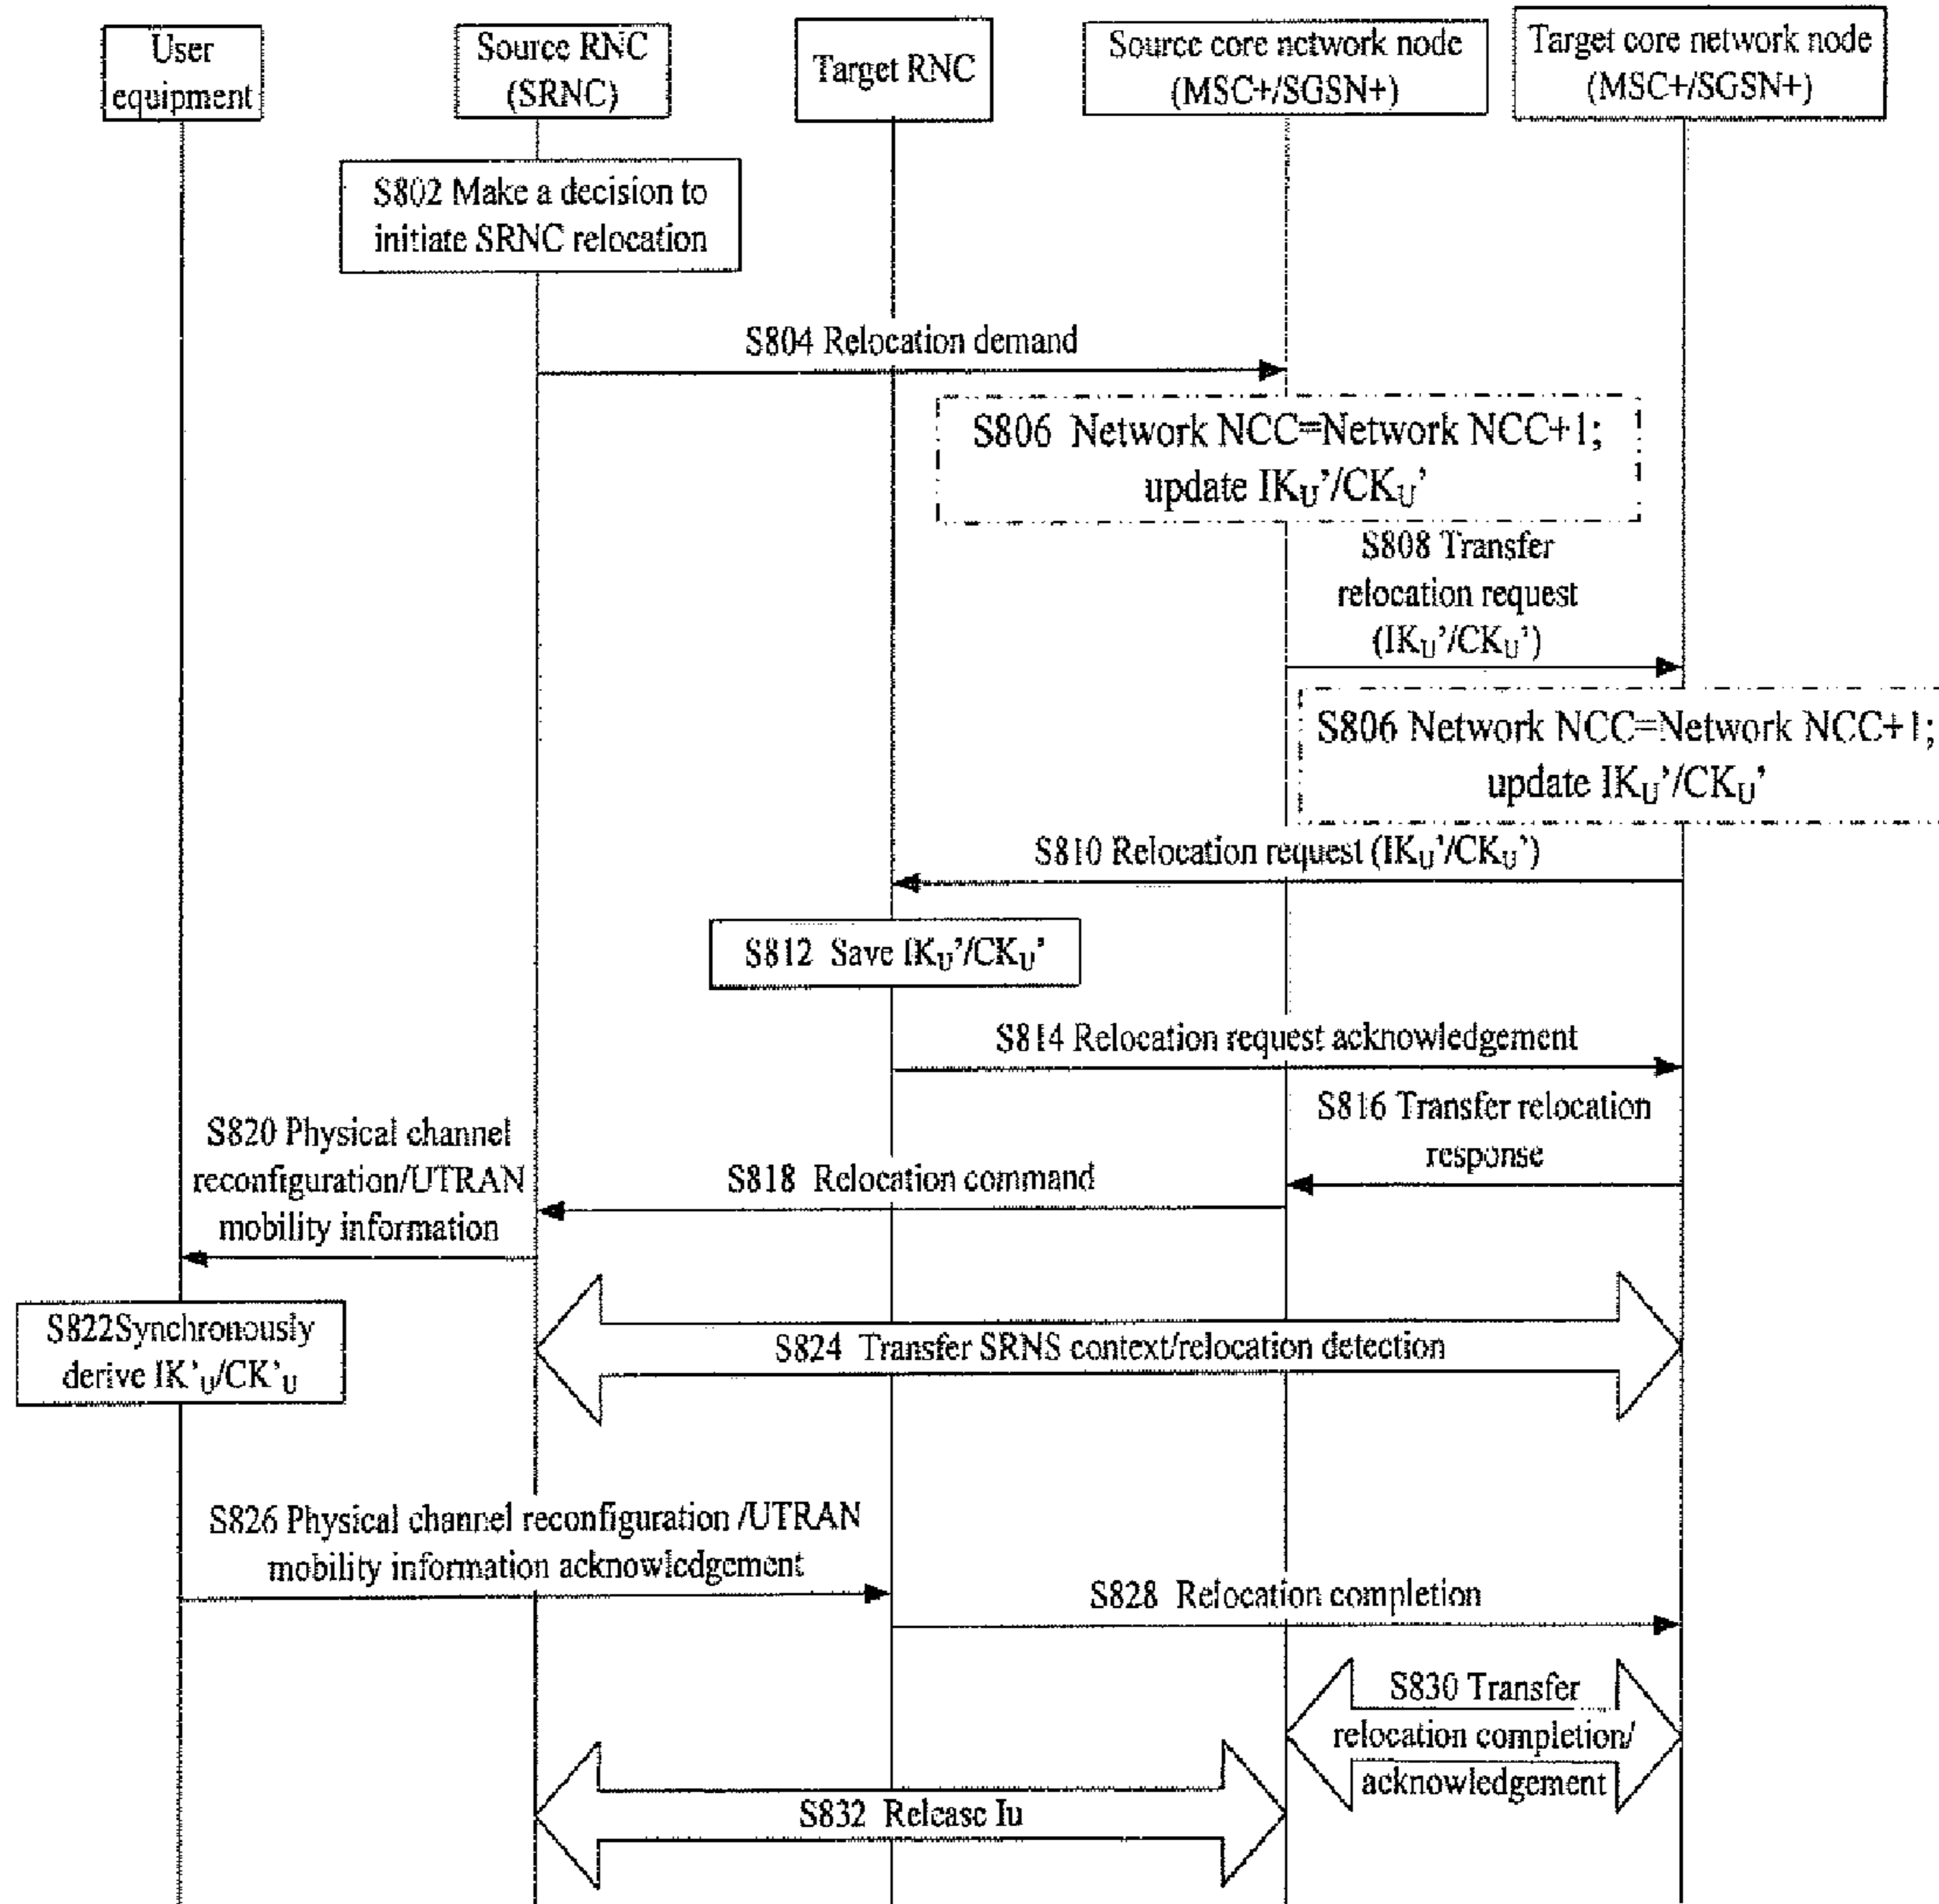 User
equipment
Source RNC
(SRNC)
Target RNC
Source core network node
(MSC+/SGSN+)
Target core network node
(MSC+/SGSN+)
S802 Make a decision to
initiate SRNC relocation
S804 Relocation demand
S806 Network NCC=Network NCC+1;
update IKU'/CKU'
S808 Transfer
relocation request
(IKU'/CKU')
S806 Network NCC=Network NCC+1;
update IKU'/CKU'
S810 Relocation request (IKU'/CKU')
S812 Save IKU'/CKU'
S814 Relocation request acknowledgement
S816 Transfer relocation
response
S818 Relocation command
S820 Physical channel
reconfiguration/UTRAN
mobility information
S822Synchronously
derive IK'U/CK'U
S824 Transfer SRNS context/relocation detection
S826 Physical channel reconfiguration /UTRAN
mobility information acknowledgement
S828 Relocation completion
S830 Transfer
relocation completion/
acknowledgement
S832 Release Iu